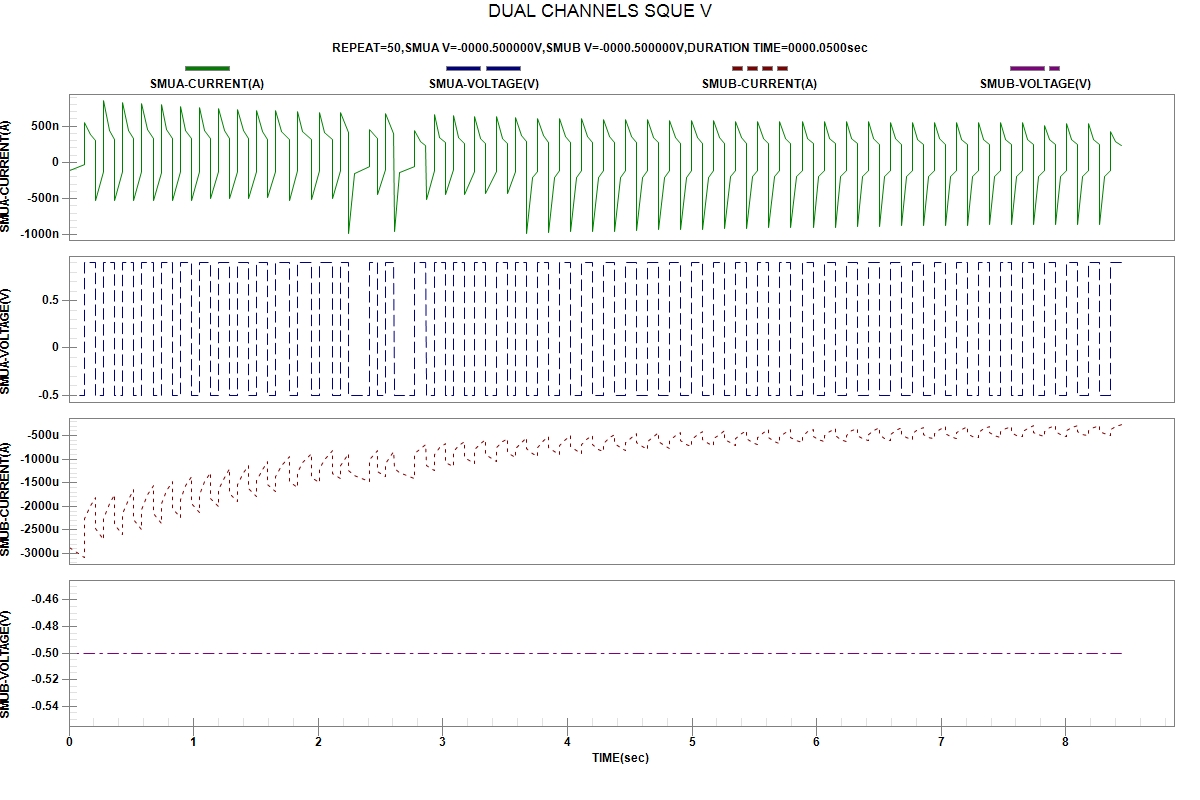 DUAL CHANNELS SQUE V
REPEAT=50,SMUA V=-0000.500000V,SMUB V=-0000.500000V,DURATION TIME=0000.0500sec
SMUA-CURRENT(A) SMUA-VOLTAGE(V) SMUB-CURRENT(A) SMUB-VOLTAGE(V)
SMUA-CURRENT(A)
500n
0
-500n
-1000n
SMUA-VOLTAGE(V)
0.5
0
-0.5
SMUB-CURRENT(A)
-500u
-1000u
-1500u
-2000u
-2500u
-3000u
SMUB-VOLTAGE(V)
-0.46
-0.48
-0.50
-0.52
-0.54
0 1 2 3 4 5 6 7 8
TIME(sec)